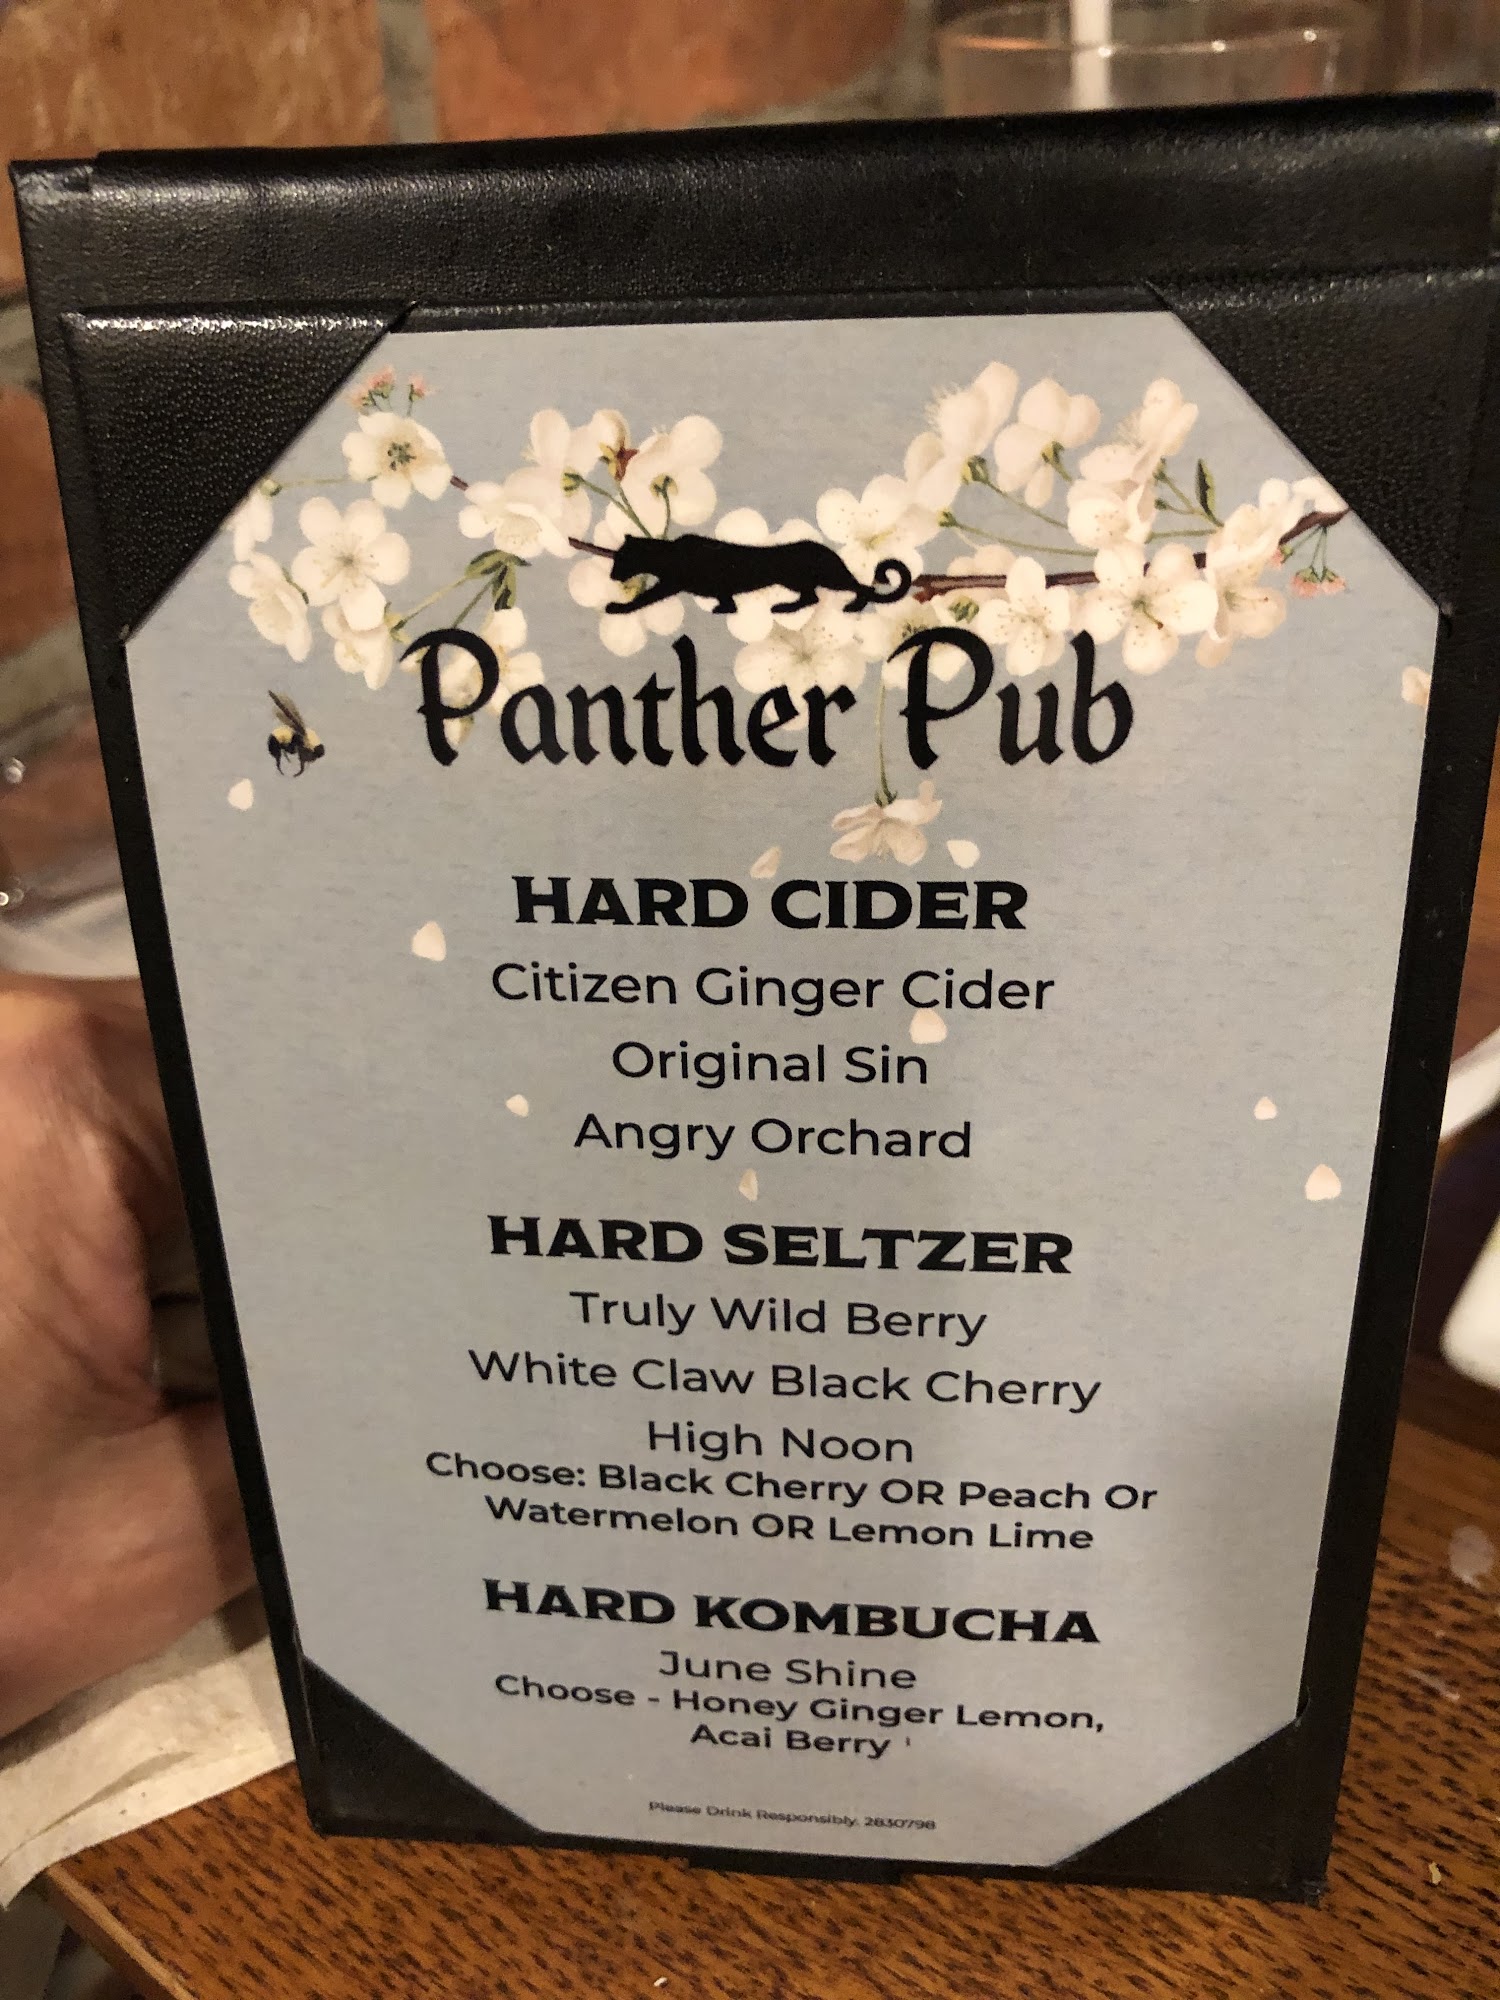 Panther Pub
HARD CIDER
Citizen Ginger Cider
Original Sin
Angry Orchard
HARD SELTZER
Truly Wild Berry
White Claw Black Cherry
High Noon
Choose: Black Cherry OR Peach Or
Watermelon OR Lemon Lime
HARD KOMBUCHA
June Shine
Choose - Honey Ginger Lemon,
Acai Berry
Please Drink Responsibly. 2830798